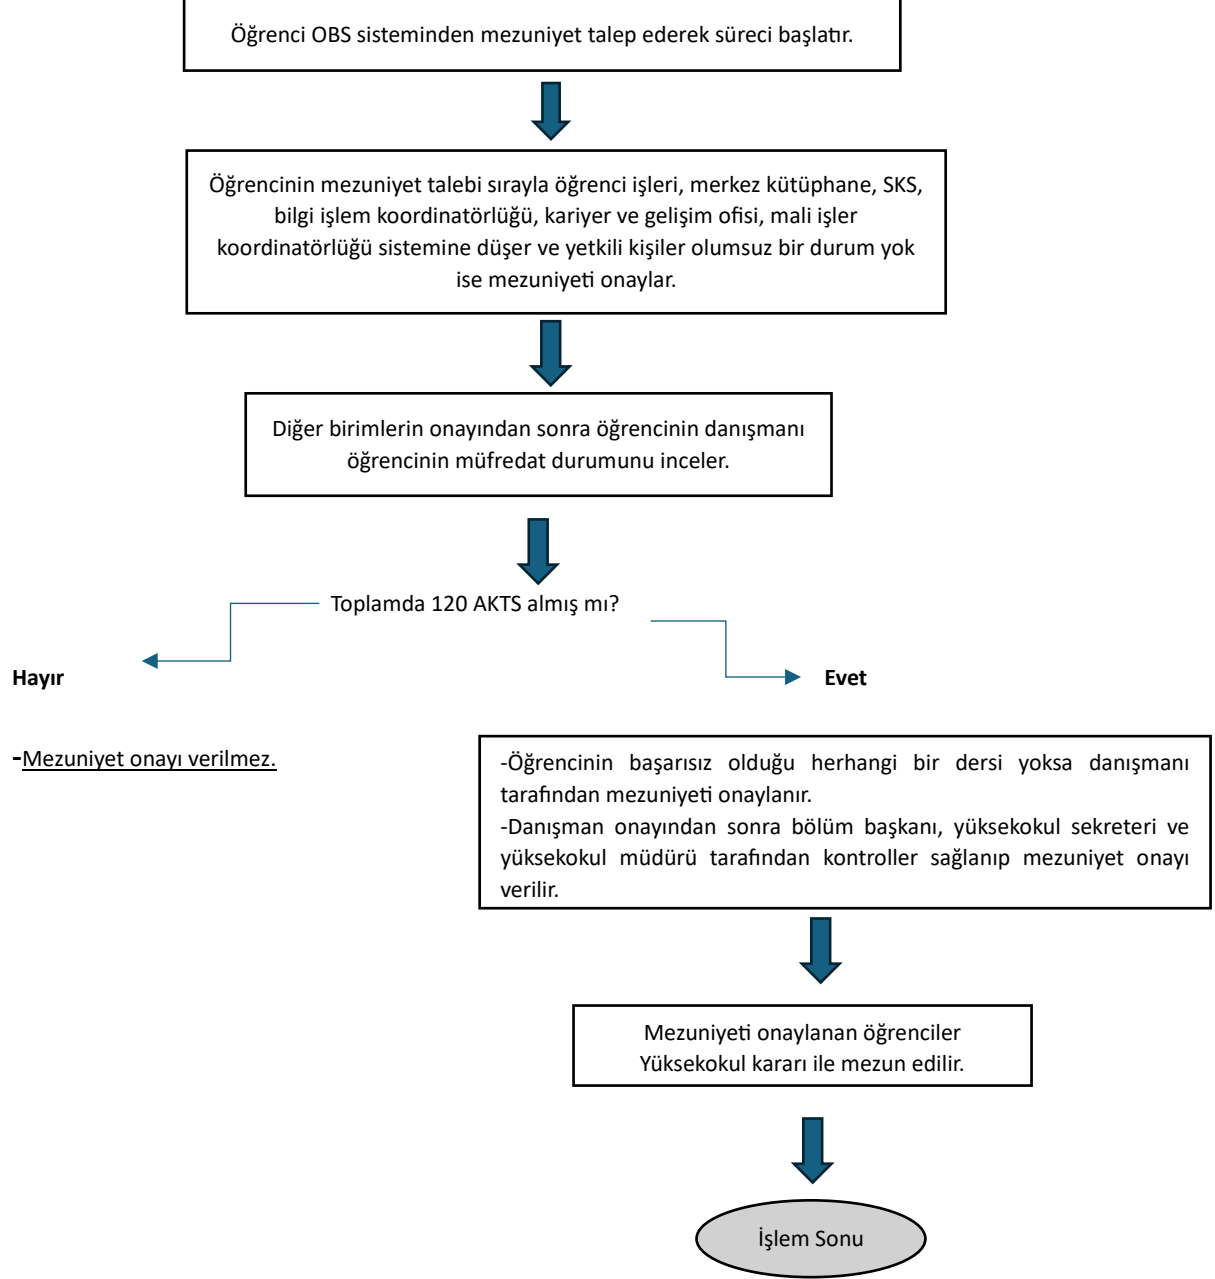 Öğrenci OBS sisteminden mezuniyet talep ederek süreci başlatır.
Öğrencinin mezuniyet talebi sırayla öğrenci işleri, merkez kütüphane, SKS,
bilgi işlem koordinatörlüğü, kariyer ve gelişim ofisi, mali işler
koordinatörlüğü sistemine düşer ve yetkili kişiler olumsuz bir durum yok
ise mezuniyeti onaylar.
Diğer birimlerin onayından sonra öğrencinin danışmanı
öğrencinin müfredat durumunu inceler.
Toplamda 120 AKTS almış mı?
Hayır
Evet
-Mezuniyet onayı verilmez.
-Öğrencinin başarısız olduğu herhangi bir dersi yoksa danışmanı
tarafından mezuniyeti onaylanır.
-Danışman onayından sonra bölüm başkanı, yüksekokul sekreteri ve
yüksekokul müdürü tarafından kontroller sağlanıp mezuniyet onayı
verilir.
Mezuniyeti onaylanan öğrenciler
Yüksekokul kararı ile mezun edilir.
İşlem Sonu